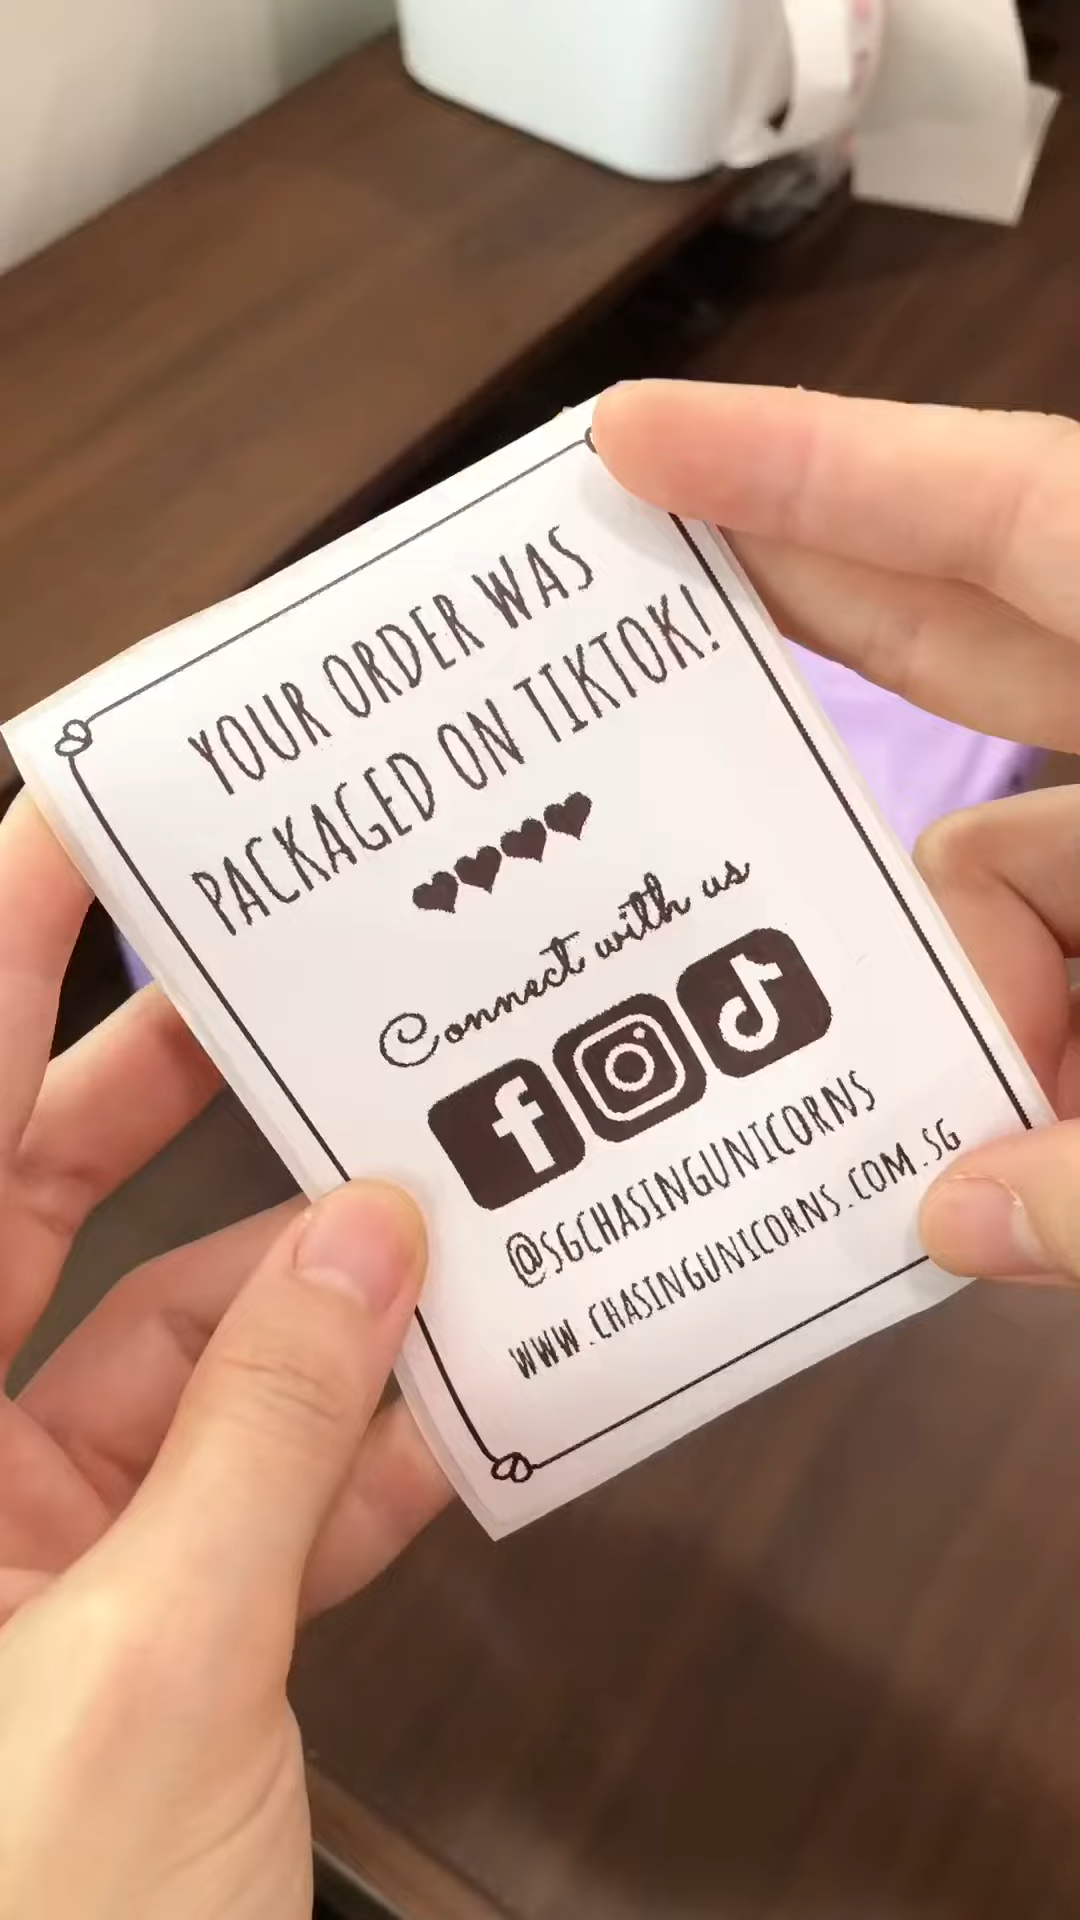 YOUR ORDER WAS
PACKAGED ON TIKTOK!
Connect with us
@SGCHASINGUNICORNS
WWW.CHASINGUNICORNS.COM.SG